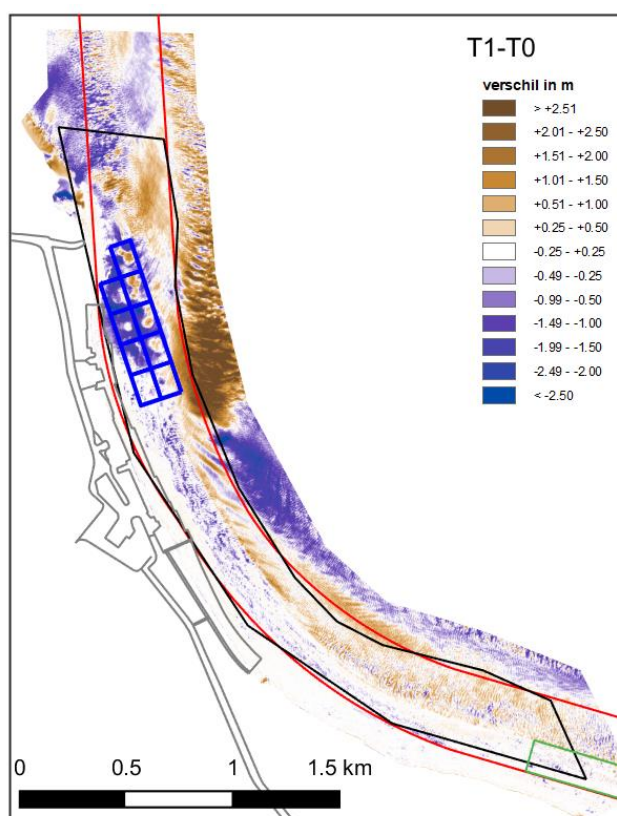 T1-T0
verschil in m
> +2.51
+2.01 - +2.50
+1.51 - +2.00
+1.01 - +1.50
+0.51 - +1.00
+0.25 - +0.50
-0.25 - +0.25
-0.49 - -0.25
-0.99 - -0.50
-1.49 - -1.00
-1.99 - -1.50
-2.49 - -2.00
< -2.50
0 0.5 1 1.5 km